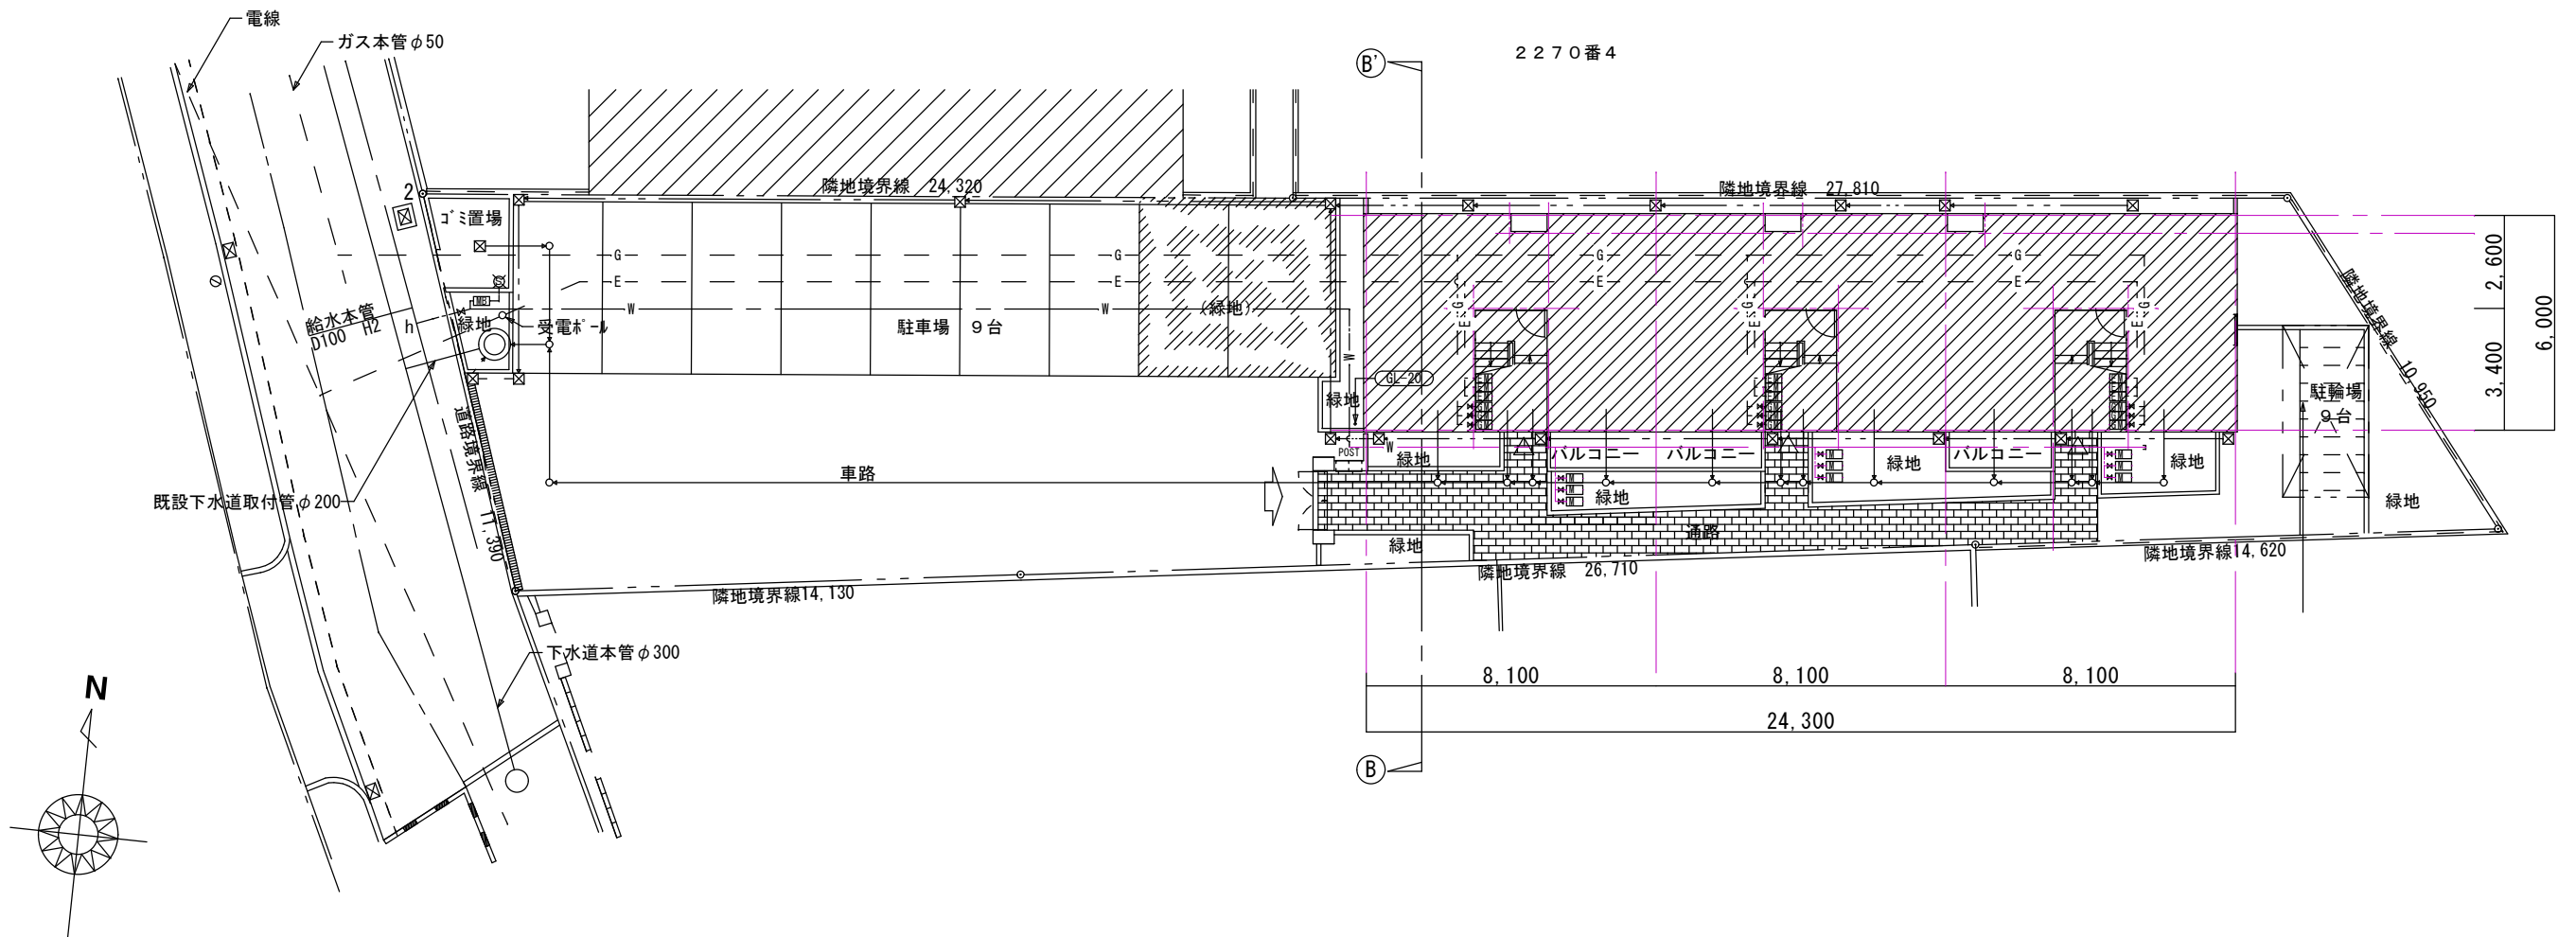 電線
ガス本管φ50
2270番4
B'
隣地境界線 24,320
隣地境界線 27,810
2
ゴミ置場
G
G
G
G
E
E
E
E
W
W
MB
緑地
受電ポール
駐車場 9台
(緑地)
給水本管
D100 H2
h
GL-20
緑地
W
POST
W
緑地
バルコニー
バルコニー
緑地
バルコニー
緑地
緑地
M
M
M
M
M
M
M
M
M
通路
緑地
車路
駐輪場
9台
緑地
隣地境界線 10,950
2,600
3,400
6,000
道路境界線 17,390
既設下水道取付管φ200
隣地境界線14,130
隣地境界線 26,710
隣地境界線14,620
下水道本管φ300
8,100
8,100
8,100
24,300
B
N